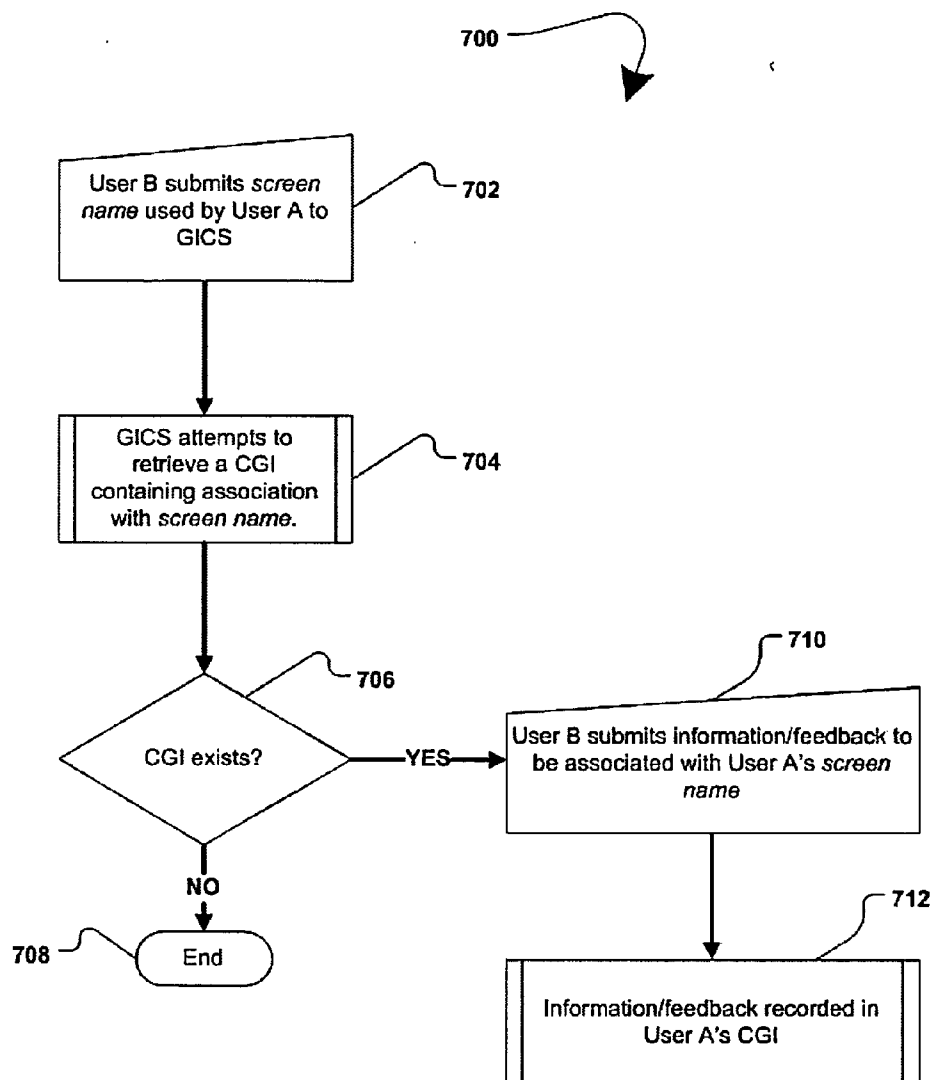 700
User B submits screen
name used by User A to
GICS
702
GICS attempts to
retrieve a CGI
containing association
with screen name.
704
706
CGI exists?
YES
710
User B submits information/feedback to
be associated with User A's screen
name
NO
708
End
712
Information/feedback recorded in
User A's CGI